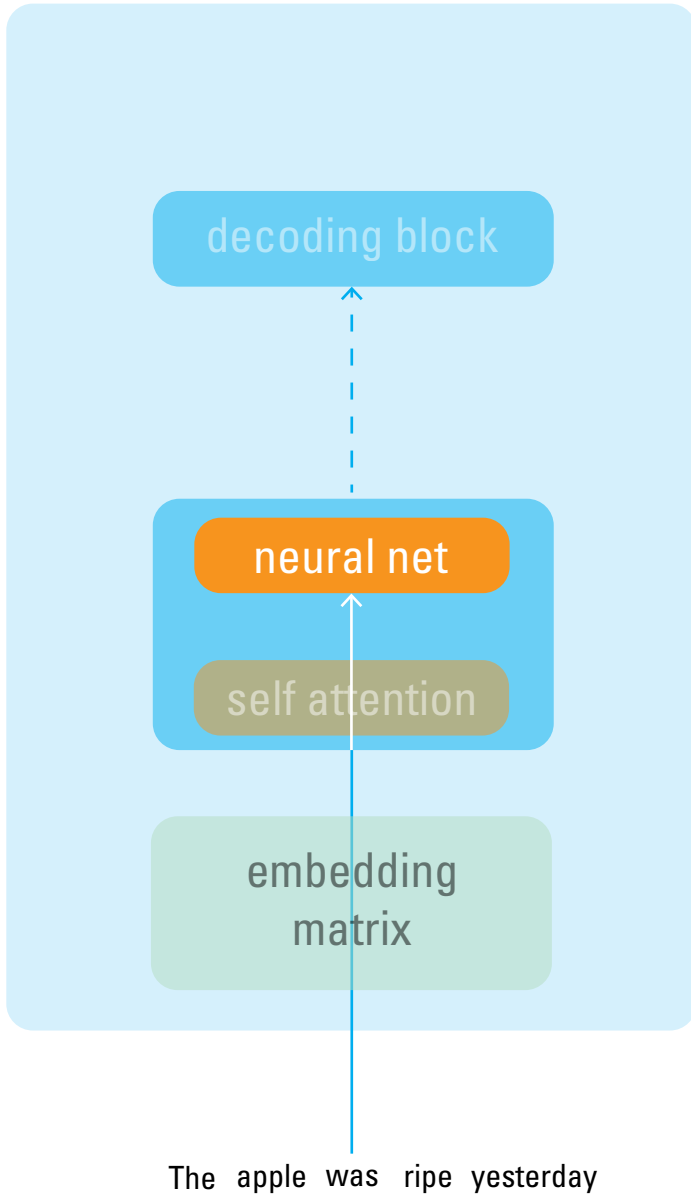 decoding block
neural net
self attention
embedding
matrix
The apple was ripe yesterday